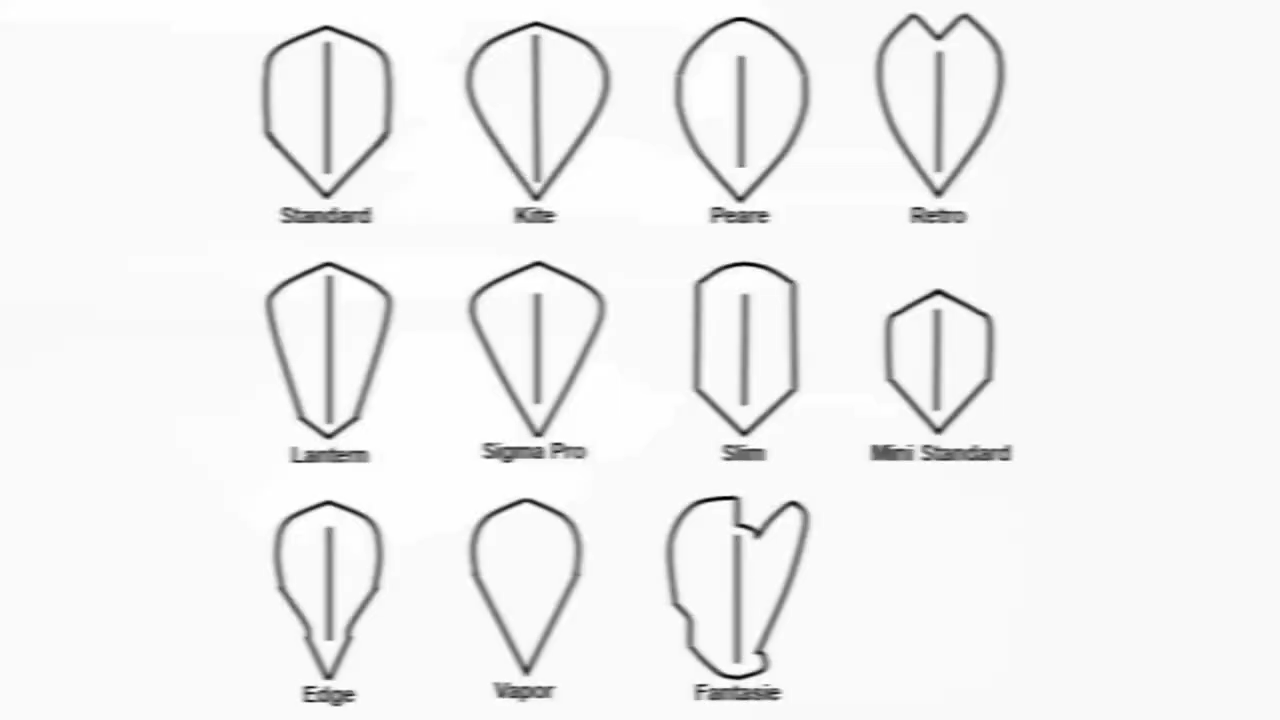 Standard
Kite
Peare
Retro
Lantern
Sigma Pro
Slim
Mini Standard
Edge
Vapor
Fantasie